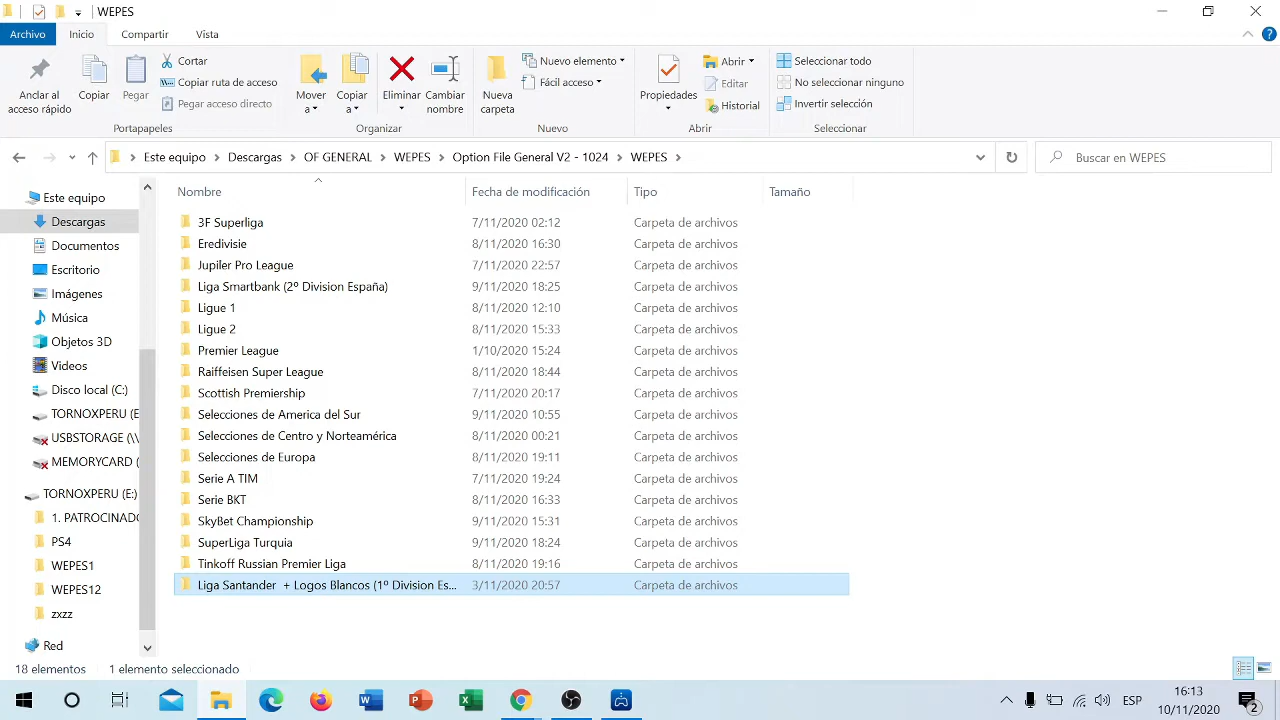 WEPES
Archivo Inicio Compartir Vista
Anclar al acceso rápido
Copiar
Pegar
Cortar
Copiar ruta de acceso
Pegar acceso directo
Mover a
Copiar a
Eliminar
Cambiar nombre
Nueva carpeta
Nuevo elemento
Fácil acceso
Propiedades
Abrir
Editar
Historial
Seleccionar todo
No seleccionar ninguno
Invertir selección
Portapapeles Organizar Nuevo Abrir Seleccionar
Este equipo > Descargas > OF GENERAL > WEPES > Option File General V2 - 1024 > WEPES >
Buscar en WEPES
Este equipo
Descargas
Documentos
Escritorio
Imágenes
Música
Objetos 3D
Videos
Disco local (C:)
TORNOXPERU (E
USBSTORAGE (\\
MEMORYCARD (
TORNOXPERU (E:)
1. PATROCINADO
PS4
WEPES1
WEPES12
zxzz
Red
Nombre Fecha de modificación Tipo Tamaño
3F Superliga 7/11/2020 02:12 Carpeta de archivos
Eredivisie 8/11/2020 16:30 Carpeta de archivos
Jupiler Pro League 7/11/2020 22:57 Carpeta de archivos
Liga Smartbank (2º Division España) 9/11/2020 18:25 Carpeta de archivos
Ligue 1 8/11/2020 12:10 Carpeta de archivos
Ligue 2 8/11/2020 15:33 Carpeta de archivos
Premier League 1/10/2020 15:24 Carpeta de archivos
Raiffeisen Super League 8/11/2020 18:44 Carpeta de archivos
Scottish Premiership 7/11/2020 20:17 Carpeta de archivos
Selecciones de America del Sur 9/11/2020 10:55 Carpeta de archivos
Selecciones de Centro y Norteamérica 8/11/2020 00:21 Carpeta de archivos
Selecciones de Europa 8/11/2020 19:11 Carpeta de archivos
Serie A TIM 7/11/2020 19:24 Carpeta de archivos
Serie BKT 8/11/2020 16:33 Carpeta de archivos
SkyBet Championship 9/11/2020 15:31 Carpeta de archivos
SuperLiga Turquia 9/11/2020 18:24 Carpeta de archivos
Tinkoff Russian Premier Liga 8/11/2020 19:16 Carpeta de archivos
Liga Santander + Logos Blancos (1º Division Es... 3/11/2020 20:57 Carpeta de archivos
18 elementos 1 elemento seleccionado
ESP
16:13
10/11/2020
2